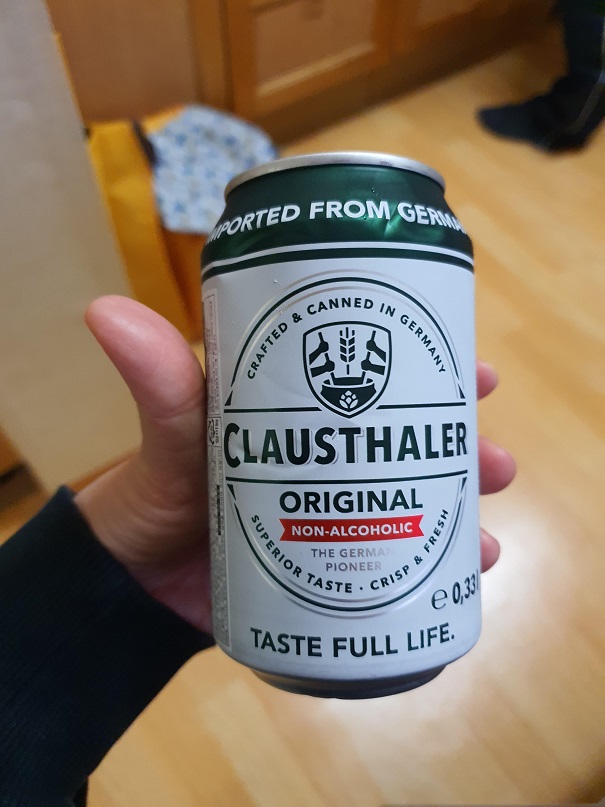 PORTED FROM GERMA
CRAFTED & CANNED IN GERMANY
CLAUSTHALER
ORIGINAL
NON-ALCOHOLIC
THE GERMAN
PIONEER
SUPERIOR TASTE · CRISP & FRESH
e 0,33
TASTE FULL LIFE.